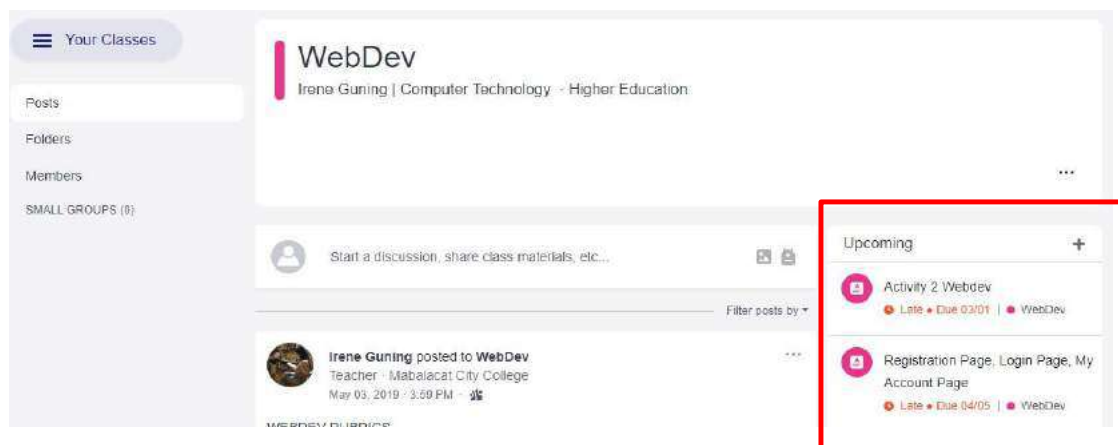 Your Classes
Posts
Folders
Members
SMALL GROUPS (0)
WebDev
Irene Guning | Computer Technology · Higher Education
...
Start a discussion, share class materials, etc...
Filter posts by
Irene Guning posted to WebDev
...
Teacher · Mabalacat City College
May 03, 2019 · 3:59 PM ·
WEBDEV RUBRICS
Upcoming +
Activity 2 Webdev
Late • Due 03/01 | WebDev
Registration Page, Login Page, My
Account Page
Late • Due 04/05 | WebDev